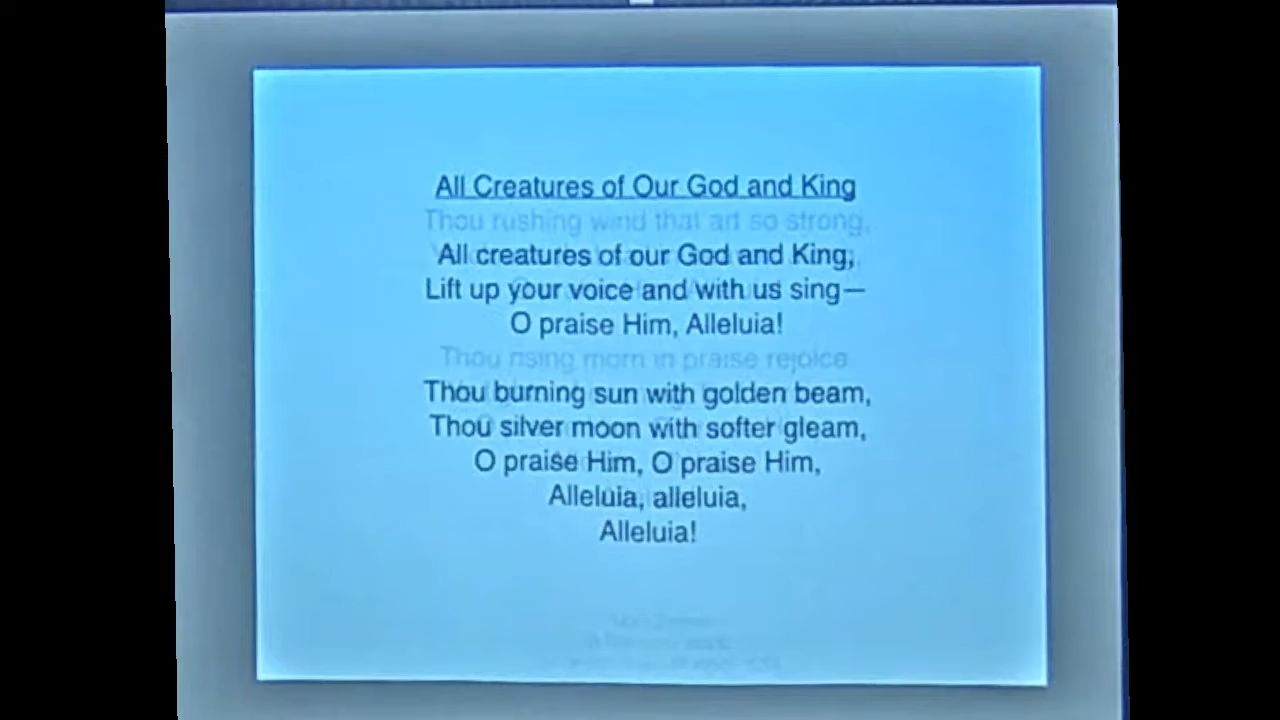 All Creatures of Our God and King
Thou rushing wind that art so strong,
All creatures of our God and King,
Lift up your voice and with us sing—
O praise Him, Alleluia!
Thou rising morn in praise rejoice
Thou burning sun with golden beam,
Thou silver moon with softer gleam,
O praise Him, O praise Him,
Alleluia, alleluia,
Alleluia!